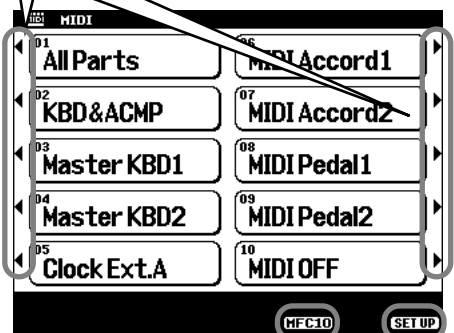 MIDI MIDI
01 All Parts
06 MIDI Accord1
02 KBD&ACMP
07 MIDI Accord2
03 Master KBD1
08 MIDI Pedal1
04 Master KBD2
09 MIDI Pedal2
05 Clock Ext.A
10 MIDI OFF
MFC10 SET UP